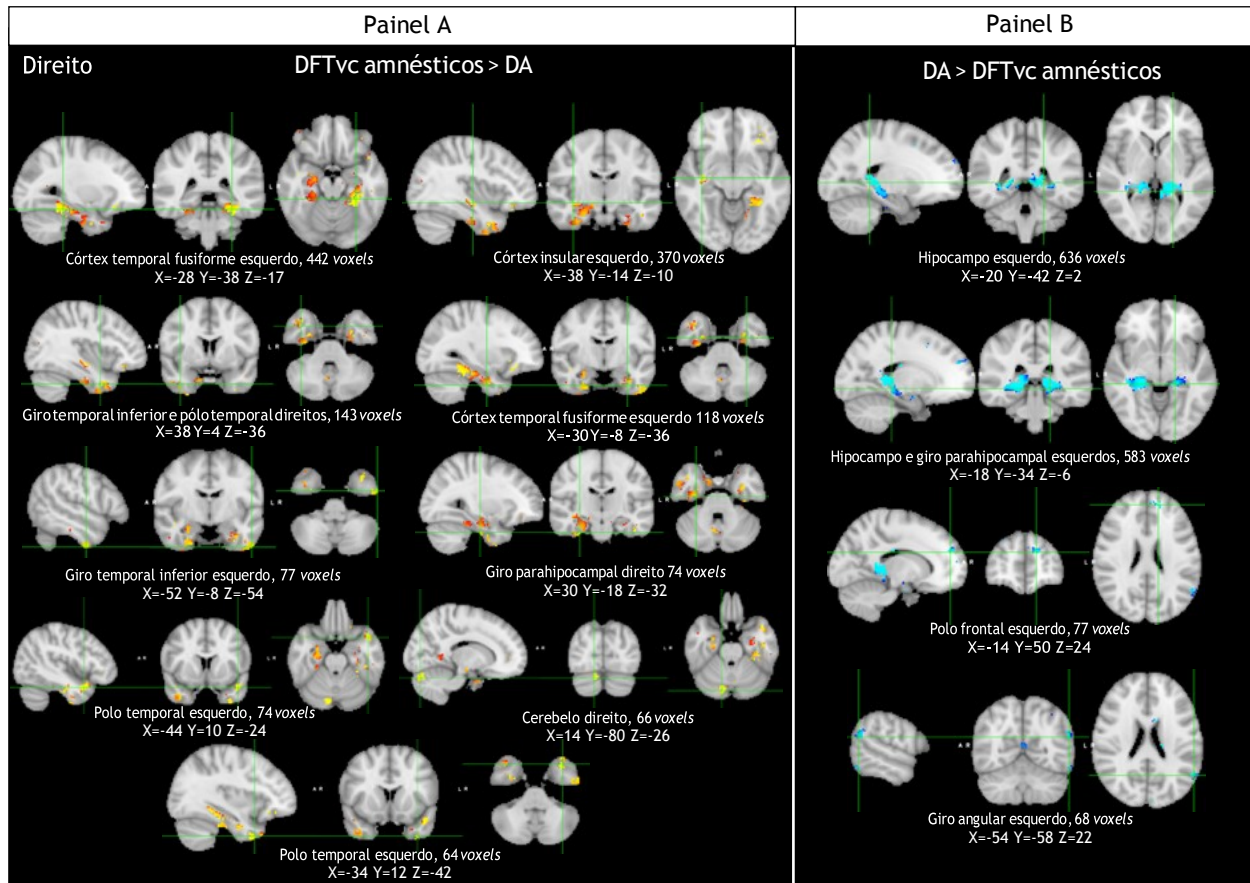 Painel A
Direito
DFTvc amnésticos > DA
Córtex temporal fusiforme esquerdo, 442 voxels
X=-28 Y=-38 Z=-17
Córtex insular esquerdo, 370 voxels
X=-38 Y=-14 Z=-10
Giro temporal inferior e pólo temporal direitos, 143 voxels
X=38 Y=4 Z=-36
Córtex temporal fusiforme esquerdo 118 voxels
X=-30 Y=-8 Z=-36
Giro temporal inferior esquerdo, 77 voxels
X=-52 Y=-8 Z=-54
Giro parahipocampal direito 74 voxels
X=30 Y=-18 Z=-32
Polo temporal esquerdo, 74 voxels
X=-44 Y=10 Z=-24
Cerebelo direito, 66 voxels
X=14 Y=-80 Z=-26
Polo temporal esquerdo, 64 voxels
X=-34 Y=12 Z=-42
Painel B
DA > DFTvc amnésticos
Hipocampo esquerdo, 636 voxels
X=-20 Y=-42 Z=2
Hipocampo e giro parahipocampal esquerdos, 583 voxels
X=-18 Y=-34 Z=-6
Polo frontal esquerdo, 77 voxels
X=-14 Y=50 Z=24
Giro angular esquerdo, 68 voxels
X=-54 Y=-58 Z=22